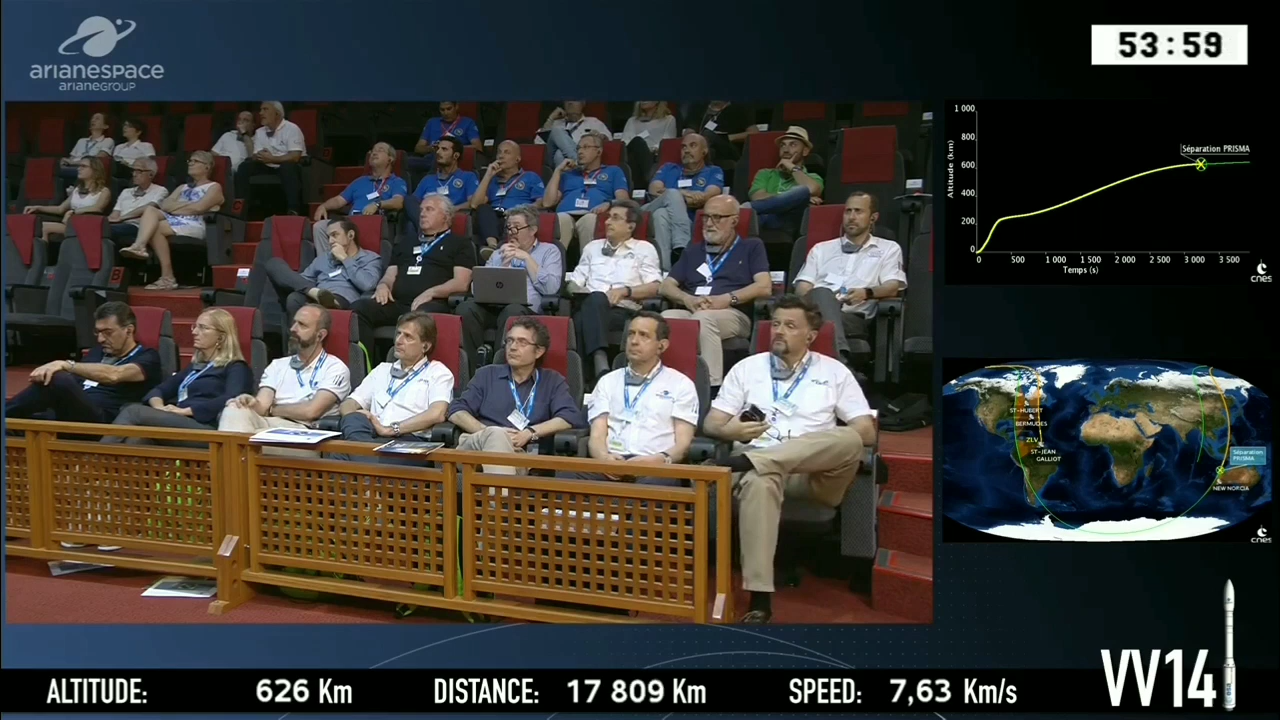 arianespace
arianegroup
53:59
1 000
Séparation PRISMA
800
600
400
200
0
Altitude (km)
0 500 1 000 1 500 2 000 2 500 3 000 3 500
Temps (s)
cnes
ST-HUBERT
BERMUDES
ZLV
ST-JEAN
GALLIOT
Séparation
PRISMA
NEW NORCIA
cnes
hp
VV14
ALTITUDE: 626 Km DISTANCE: 17 809 Km SPEED: 7,63 Km/s